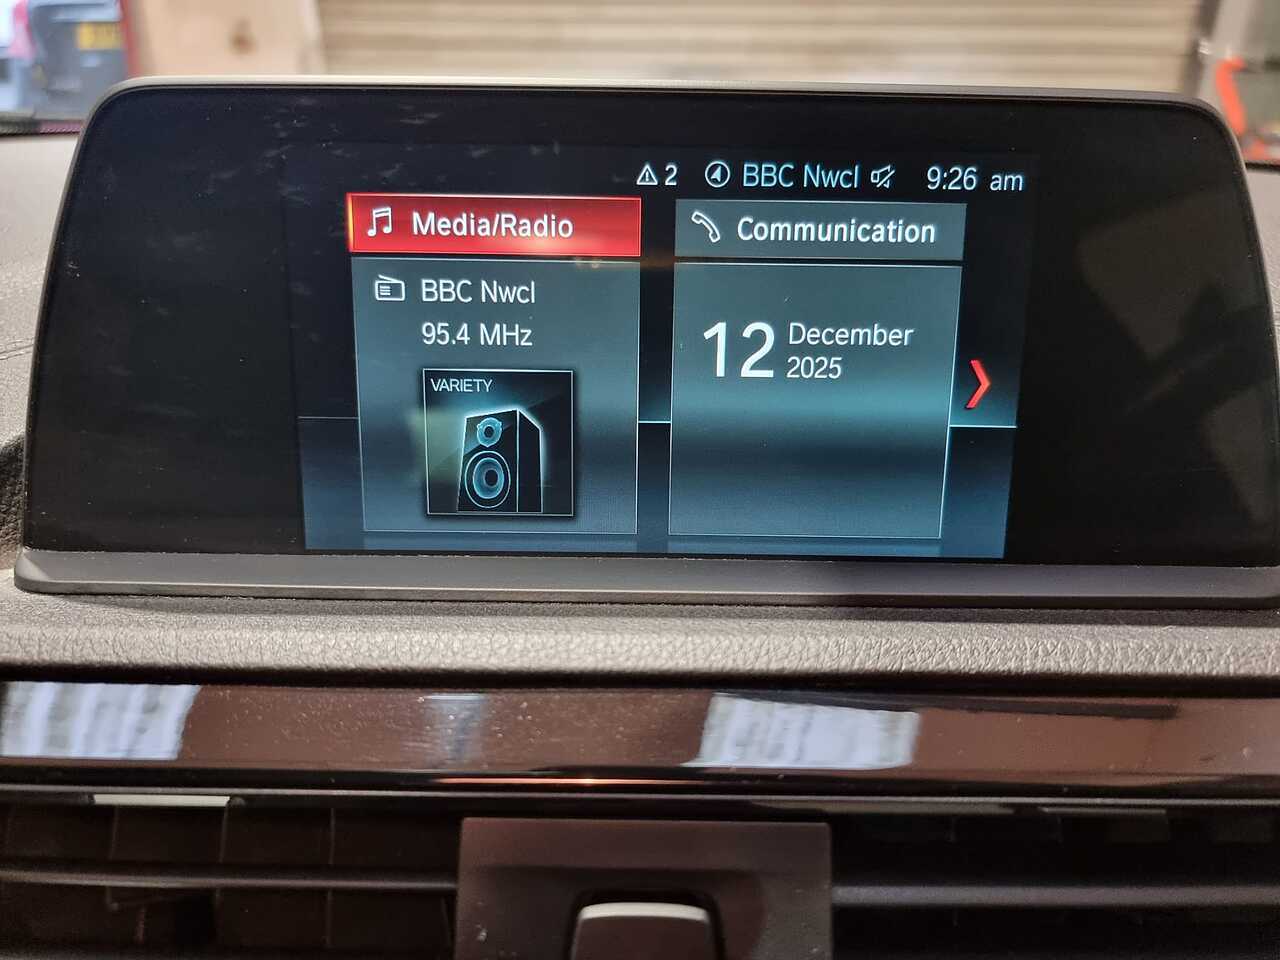 2 BBC Nwcl 9:26 am
Media/Radio
Communication
BBC Nwcl
95.4 MHz
VARIETY
12 December
2025